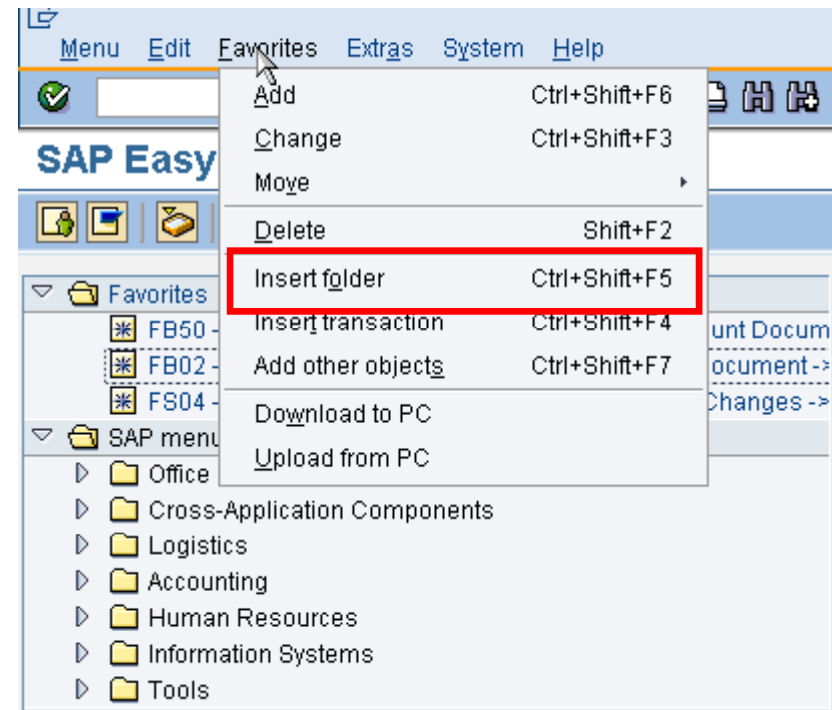 Menu Edit Favorites Extras System Help
Add Ctrl+Shift+F6
SAP Easy
Change Ctrl+Shift+F3
Move
Delete Shift+F2
Insert folder Ctrl+Shift+F5
Favorites
Insert transaction Ctrl+Shift+F4
FB50 - unt Docum
Add other objects Ctrl+Shift+F7
FB02 - ocument ->
FS04 - Changes ->
Download to PC
SAP menu
Upload from PC
Office
Cross-Application Components
Logistics
Accounting
Human Resources
Information Systems
Tools